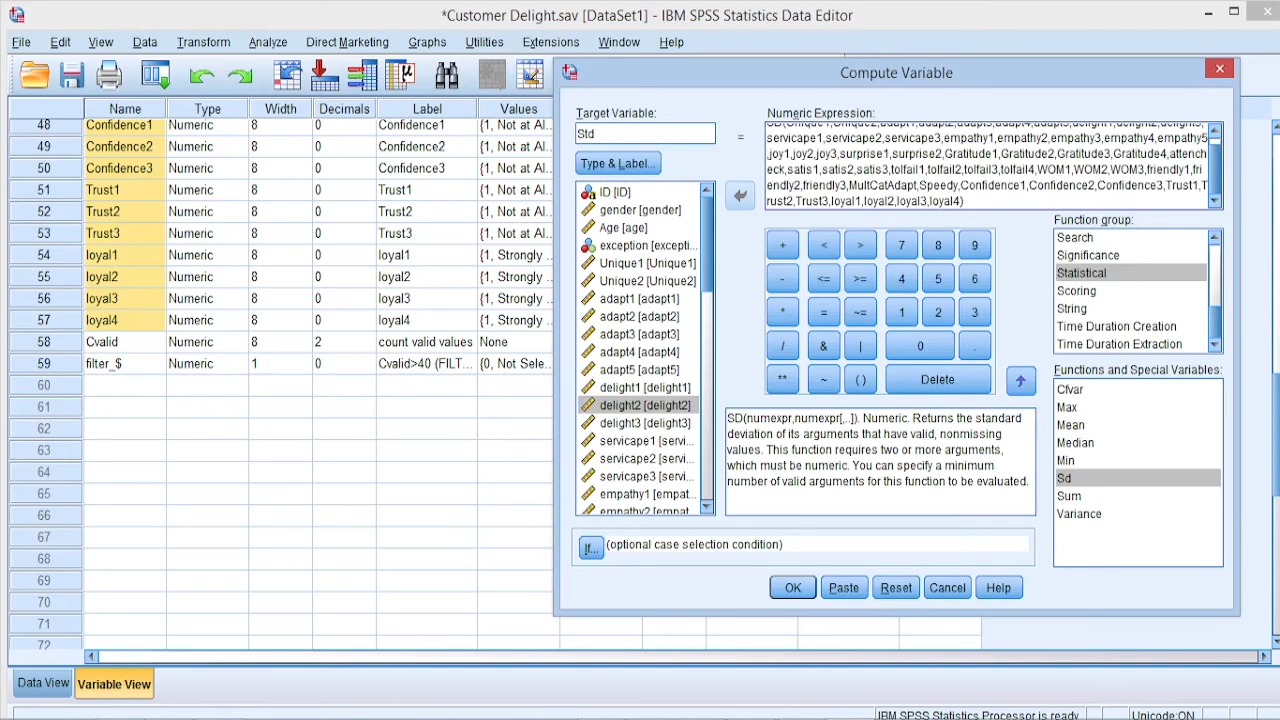 *Customer Delight.sav [DataSet1] - IBM SPSS Statistics Data Editor
File Edit View Data Transform Analyze Direct Marketing Graphs Utilities Extensions Window Help
Name Type Width Decimals Label Values
48 Confidence1 Numeric 8 0 Confidence1 {1, Not at Al...
49 Confidence2 Numeric 8 0 Confidence2 {1, Not at Al...
50 Confidence3 Numeric 8 0 Confidence3 {1, Not at Al...
51 Trust1 Numeric 8 0 Trust1 {1, Not at Al...
52 Trust2 Numeric 8 0 Trust2 {1, Not at Al...
53 Trust3 Numeric 8 0 Trust3 {1, Not at Al...
54 loyal1 Numeric 8 0 loyal1 {1, Strongly ...
55 loyal2 Numeric 8 0 loyal2 {1, Strongly ...
56 loyal3 Numeric 8 0 loyal3 {1, Strongly ...
57 loyal4 Numeric 8 0 loyal4 {1, Strongly ...
58 Cvalid Numeric 8 2 count valid values None
59 filter_$ Numeric 1 0 Cvalid>40 (FILT... {0, Not Sele...
60
61
62
63
64
65
66
67
68
69
70
71
72
Data View Variable View
IBM SPSS Statistics Processor is ready Unicode:ON
Compute Variable
Target Variable:
Std
=
Type & Label...
ID [ID]
gender [gender]
Age [age]
exception [excepti...
Unique1 [Unique1]
Unique2 [Unique2]
adapt1 [adapt1]
adapt2 [adapt2]
adapt3 [adapt3]
adapt4 [adapt4]
adapt5 [adapt5]
delight1 [delight1]
delight2 [delight2]
delight3 [delight3]
servicape1 [servi...
servicape2 [servi...
servicape3 [servi...
empathy1 [empat...
empathy2 [empat
Numeric Expression:
servicape1,servicape2,servicape3,empathy1,empathy2,empathy3,empathy4,empathy5
,joy1,joy2,joy3,surprise1,surprise2,Gratitude1,Gratitude2,Gratitude3,Gratitude4,attench
eck,satis1,satis2,satis3,tolfail1,tolfail2,tolfail3,tolfail4,WOM1,WOM2,WOM3,friendly1,fri
endly2,friendly3,MultCatAdapt,Speedy,Confidence1,Confidence2,Confidence3,Trust1,T
rust2,Trust3,loyal1,loyal2,loyal3,loyal4)
+ < > 7 8 9
- <= >= 4 5 6
* = ~= 1 2 3
/ & | 0 .
** ~ ( ) Delete
Function group:
Search
Significance
Statistical
Scoring
String
Time Duration Creation
Time Duration Extraction
Functions and Special Variables:
Cfvar
Max
Mean
Median
Min
Sd
Sum
Variance
SD(numexpr,numexpr[,..]). Numeric. Returns the standard
deviation of its arguments that have valid, nonmissing
values. This function requires two or more arguments,
which must be numeric. You can specify a minimum
number of valid arguments for this function to be evaluated.
If... (optional case selection condition)
OK Paste Reset Cancel Help